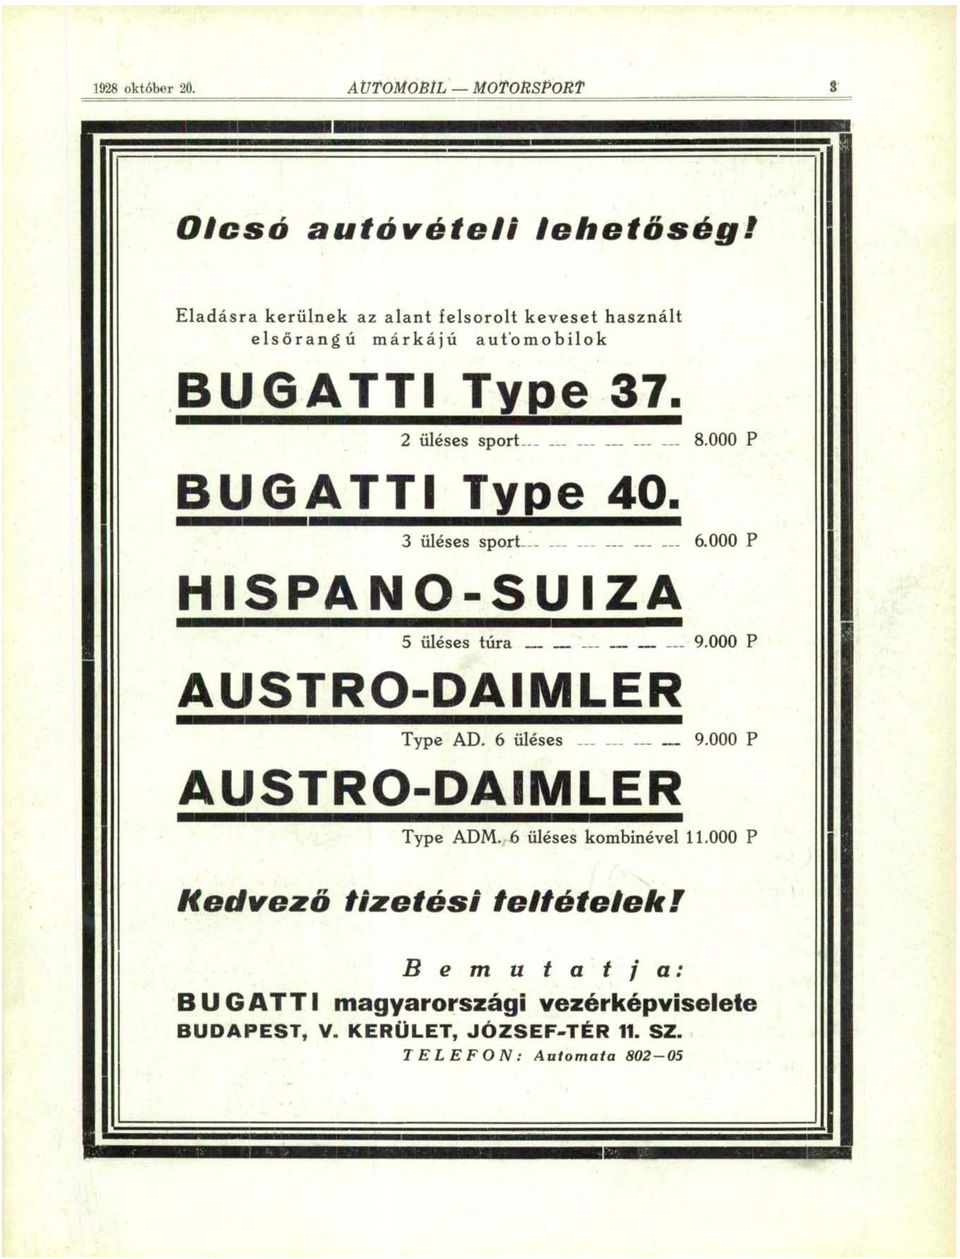 1928 október 20. AUTOMOBIL — MOTORSPORT 3
Olcsó autóvételi lehetőség!
Eladásra kerülnek az alant felsorolt keveset használt
elsőrangú márkájú automobilok
BUGATTI Type 37.
2 üléses sport 8.000 P
BUGATTI Type 40.
3 üléses sport 6.000 P
HISPANO-SUIZA
5 üléses túra 9.000 P
AUSTRO-DAIMLER
Type AD. 6 üléses 9.000 P
AUSTRO-DAIMLER
Type ADM. 6 üléses kombinével 11.000 P
Kedvező fizetési feltételek!
Bemutatja:
BUGATTI magyarországi vezérképviselete
BUDAPEST, V. KERÜLET, JÓZSEF-TÉR 11. SZ.
TELEFON: Automata 802—05